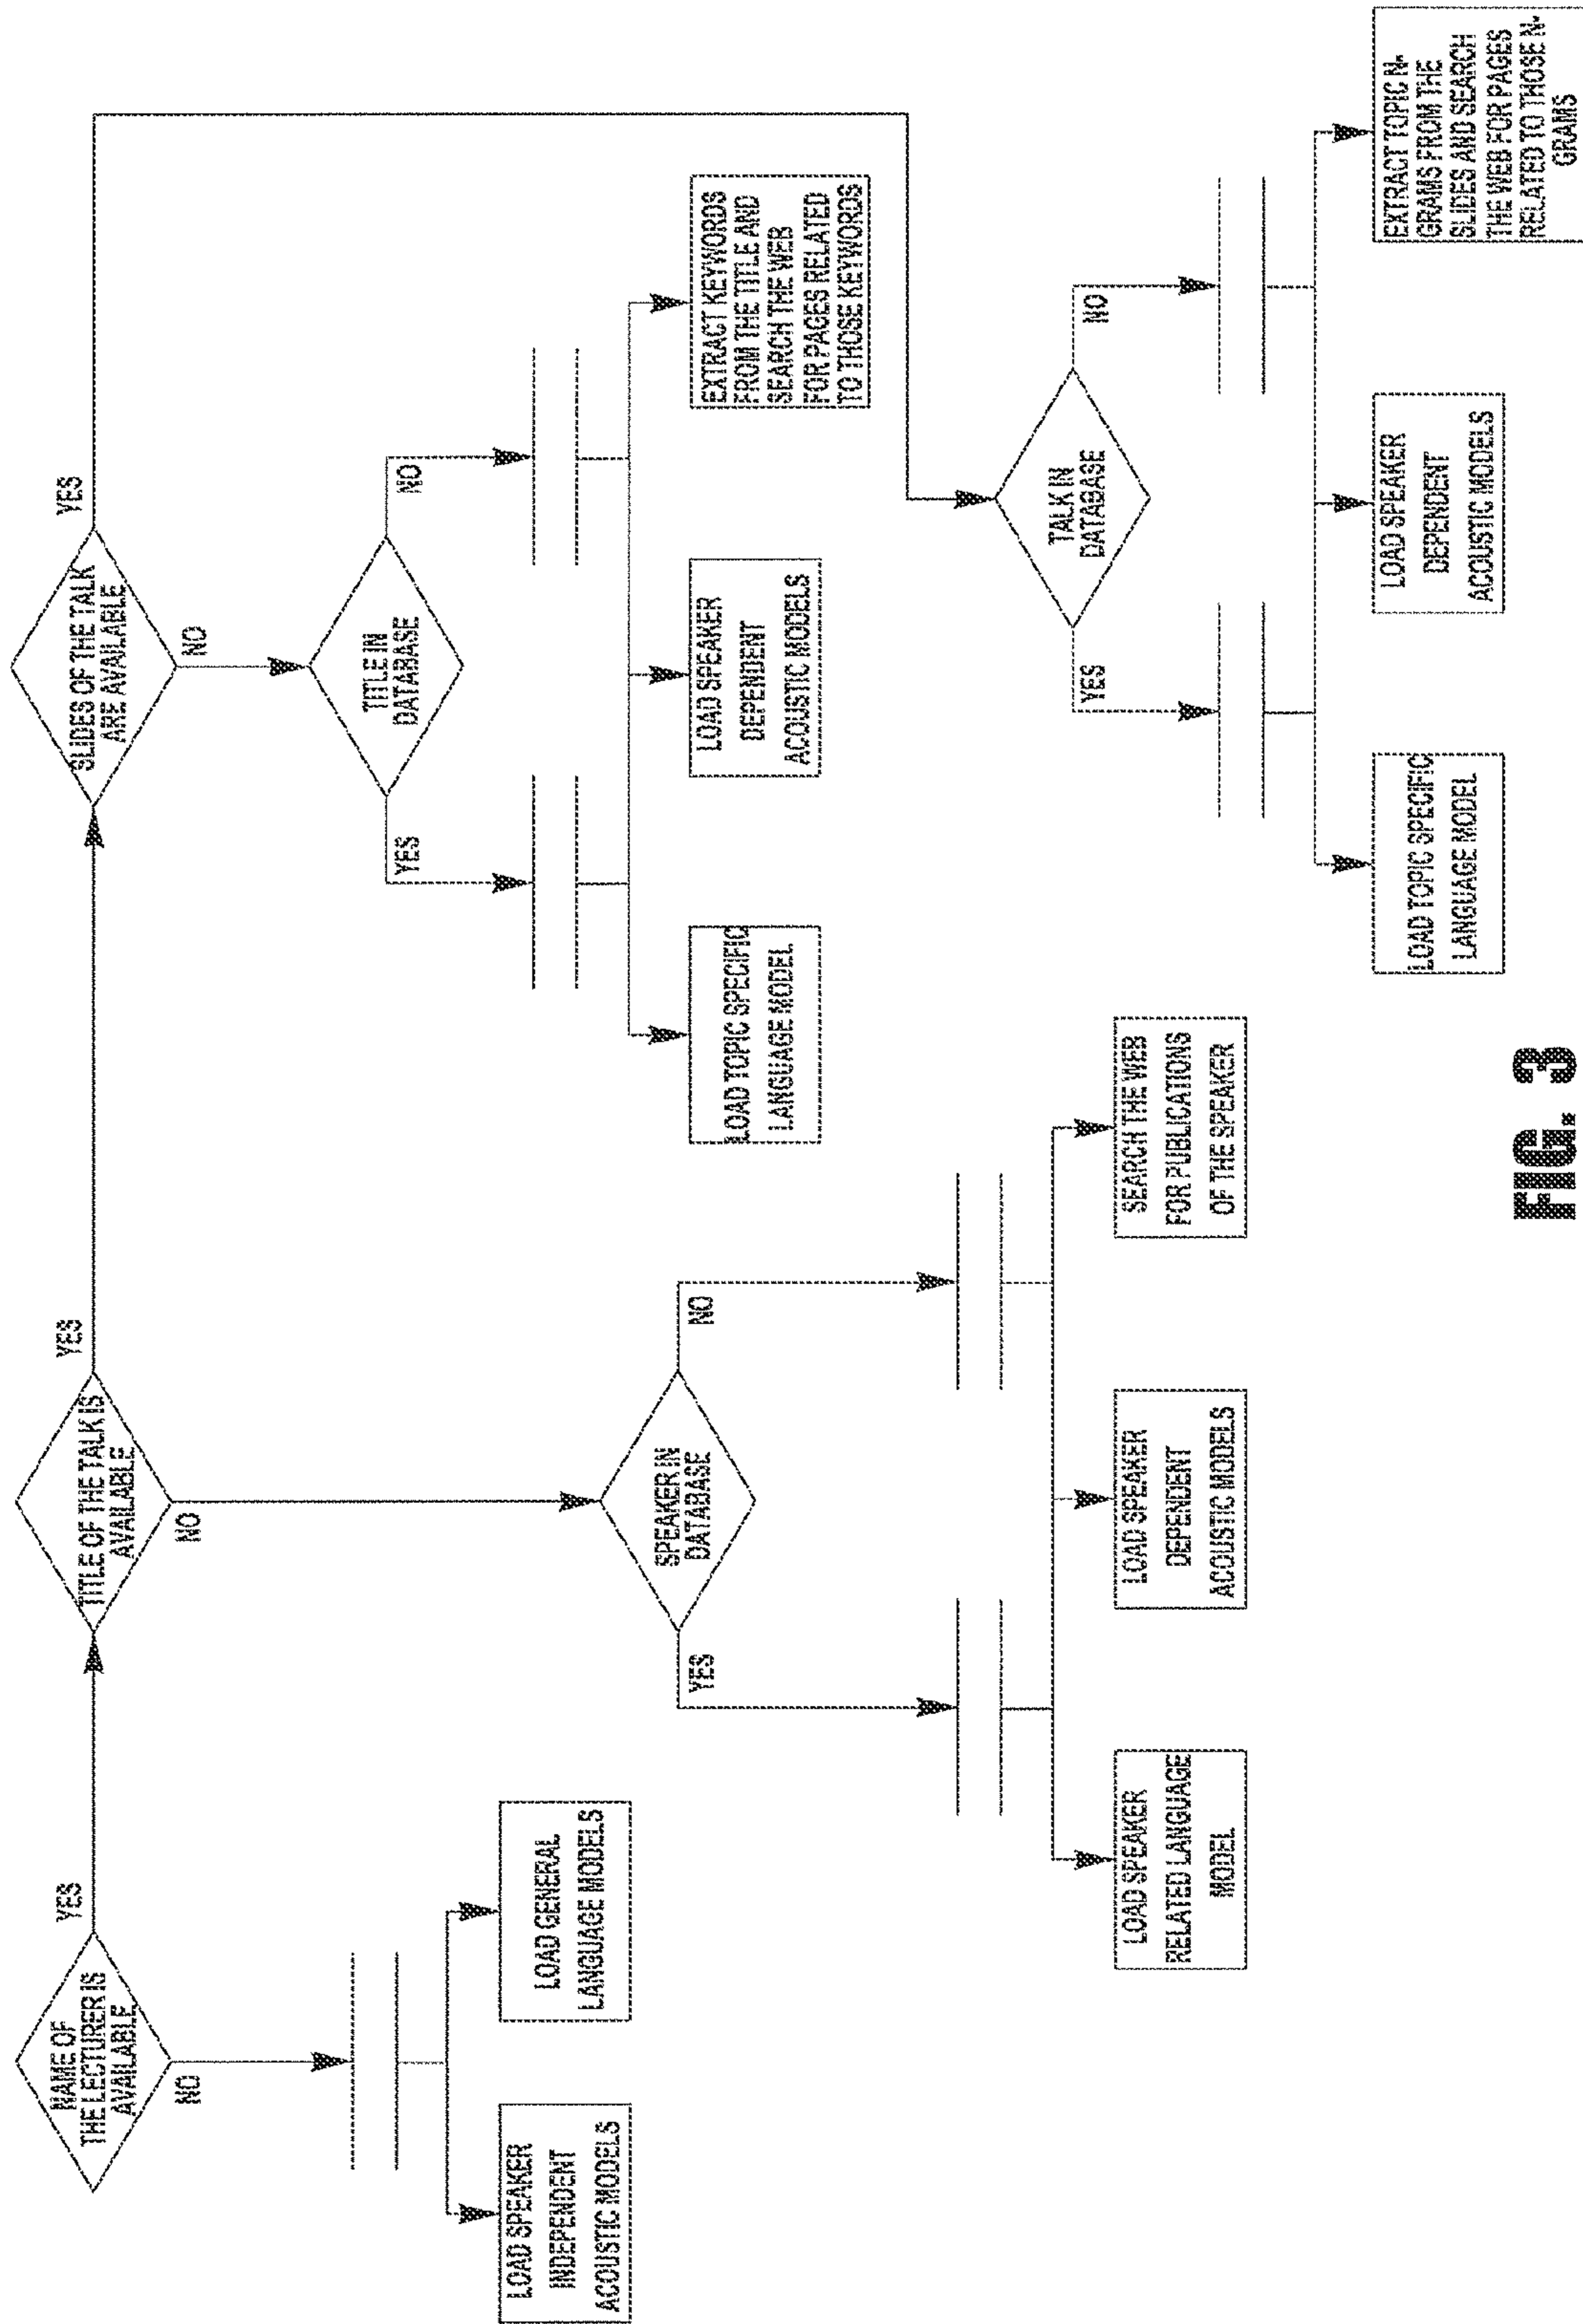 NAME OF
THE LECTURER IS
AVAILABLE
YES
NO
LOAD SPEAKER
INDEPENDENT
ACOUSTIC MODELS
LOAD GENERAL
LANGUAGE MODELS
TITLE OF THE TALK IS
AVAILABLE
YES
NO
SPEAKER IN
DATABASE
YES
NO
LOAD SPEAKER
RELATED LANGUAGE
MODEL
LOAD SPEAKER
DEPENDENT
ACOUSTIC MODELS
SEARCH THE WEB
FOR PUBLICATIONS
OF THE SPEAKER
SLIDES OF THE TALK
ARE AVAILABLE
YES
NO
TITLE IN
DATABASE
YES
NO
LOAD TOPIC SPECIFIC
LANGUAGE MODEL
LOAD SPEAKER
DEPENDENT
ACOUSTIC MODELS
EXTRACT KEYWORDS
FROM THE TITLE AND
SEARCH THE WEB
FOR PAGES RELATED
TO THOSE KEYWORDS
TALK IN
DATABASE
YES
NO
LOAD TOPIC SPECIFIC
LANGUAGE MODEL
LOAD SPEAKER
DEPENDENT
ACOUSTIC MODELS
EXTRACT TOPIC N-
GRAMS FROM THE
SLIDES AND SEARCH
THE WEB FOR PAGES
RELATED TO THOSE N-
GRAMS
FIG. 3